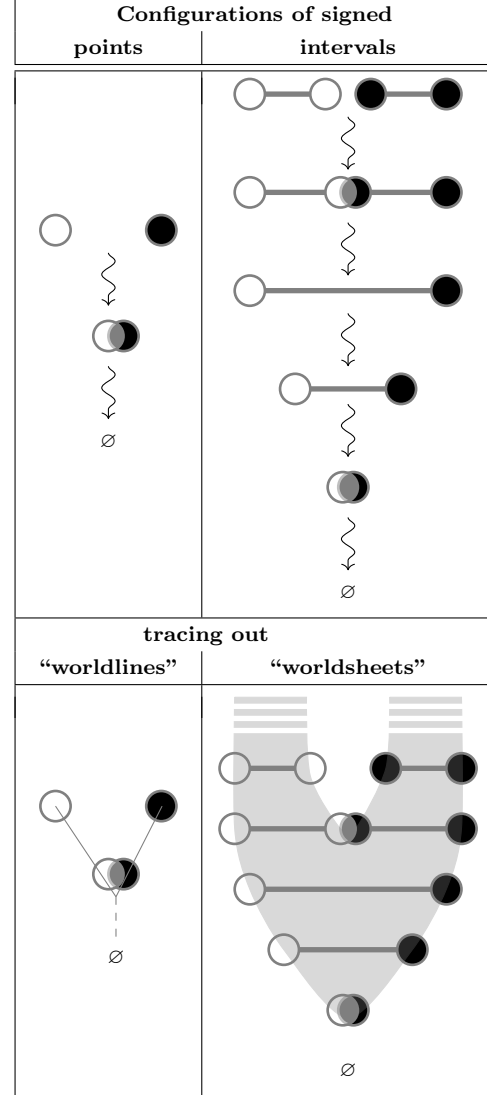 Configurations of signed
points intervals
∅
∅
tracing out
“worldlines” “worldsheets”
∅
∅